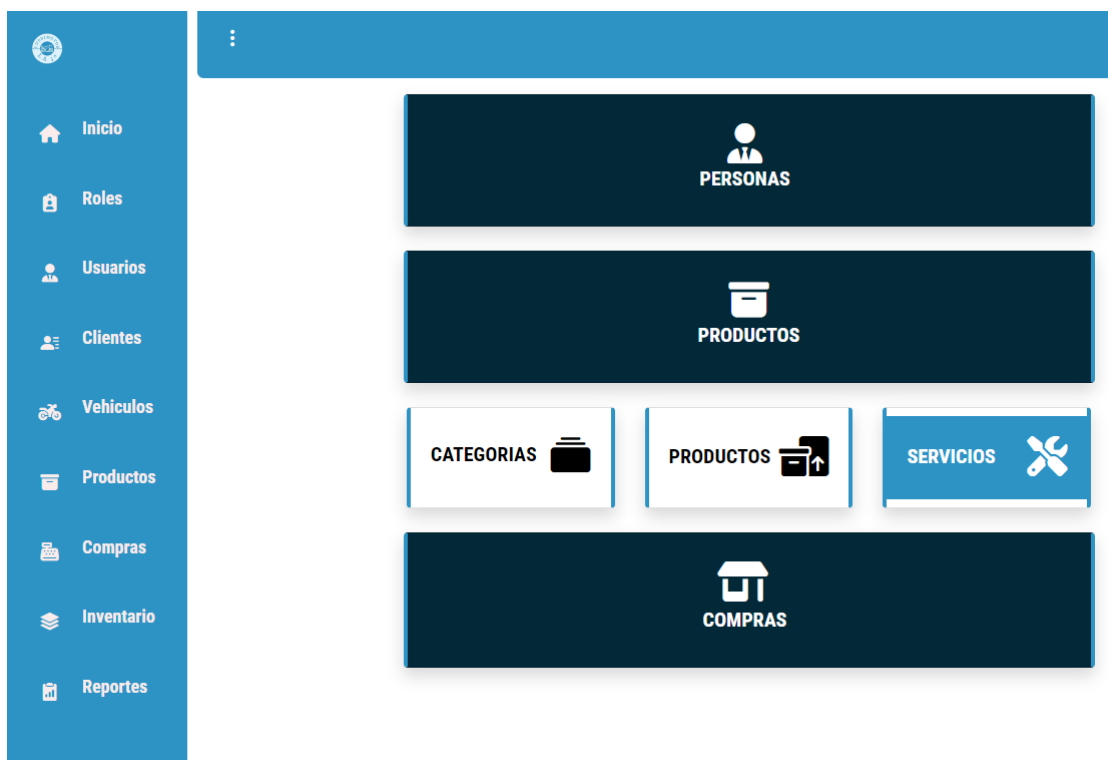 Inicio
Roles
Usuarios
Clientes
Vehiculos
Productos
Compras
Inventario
Reportes
PERSONAS
PRODUCTOS
CATEGORIAS
PRODUCTOS
SERVICIOS
COMPRAS